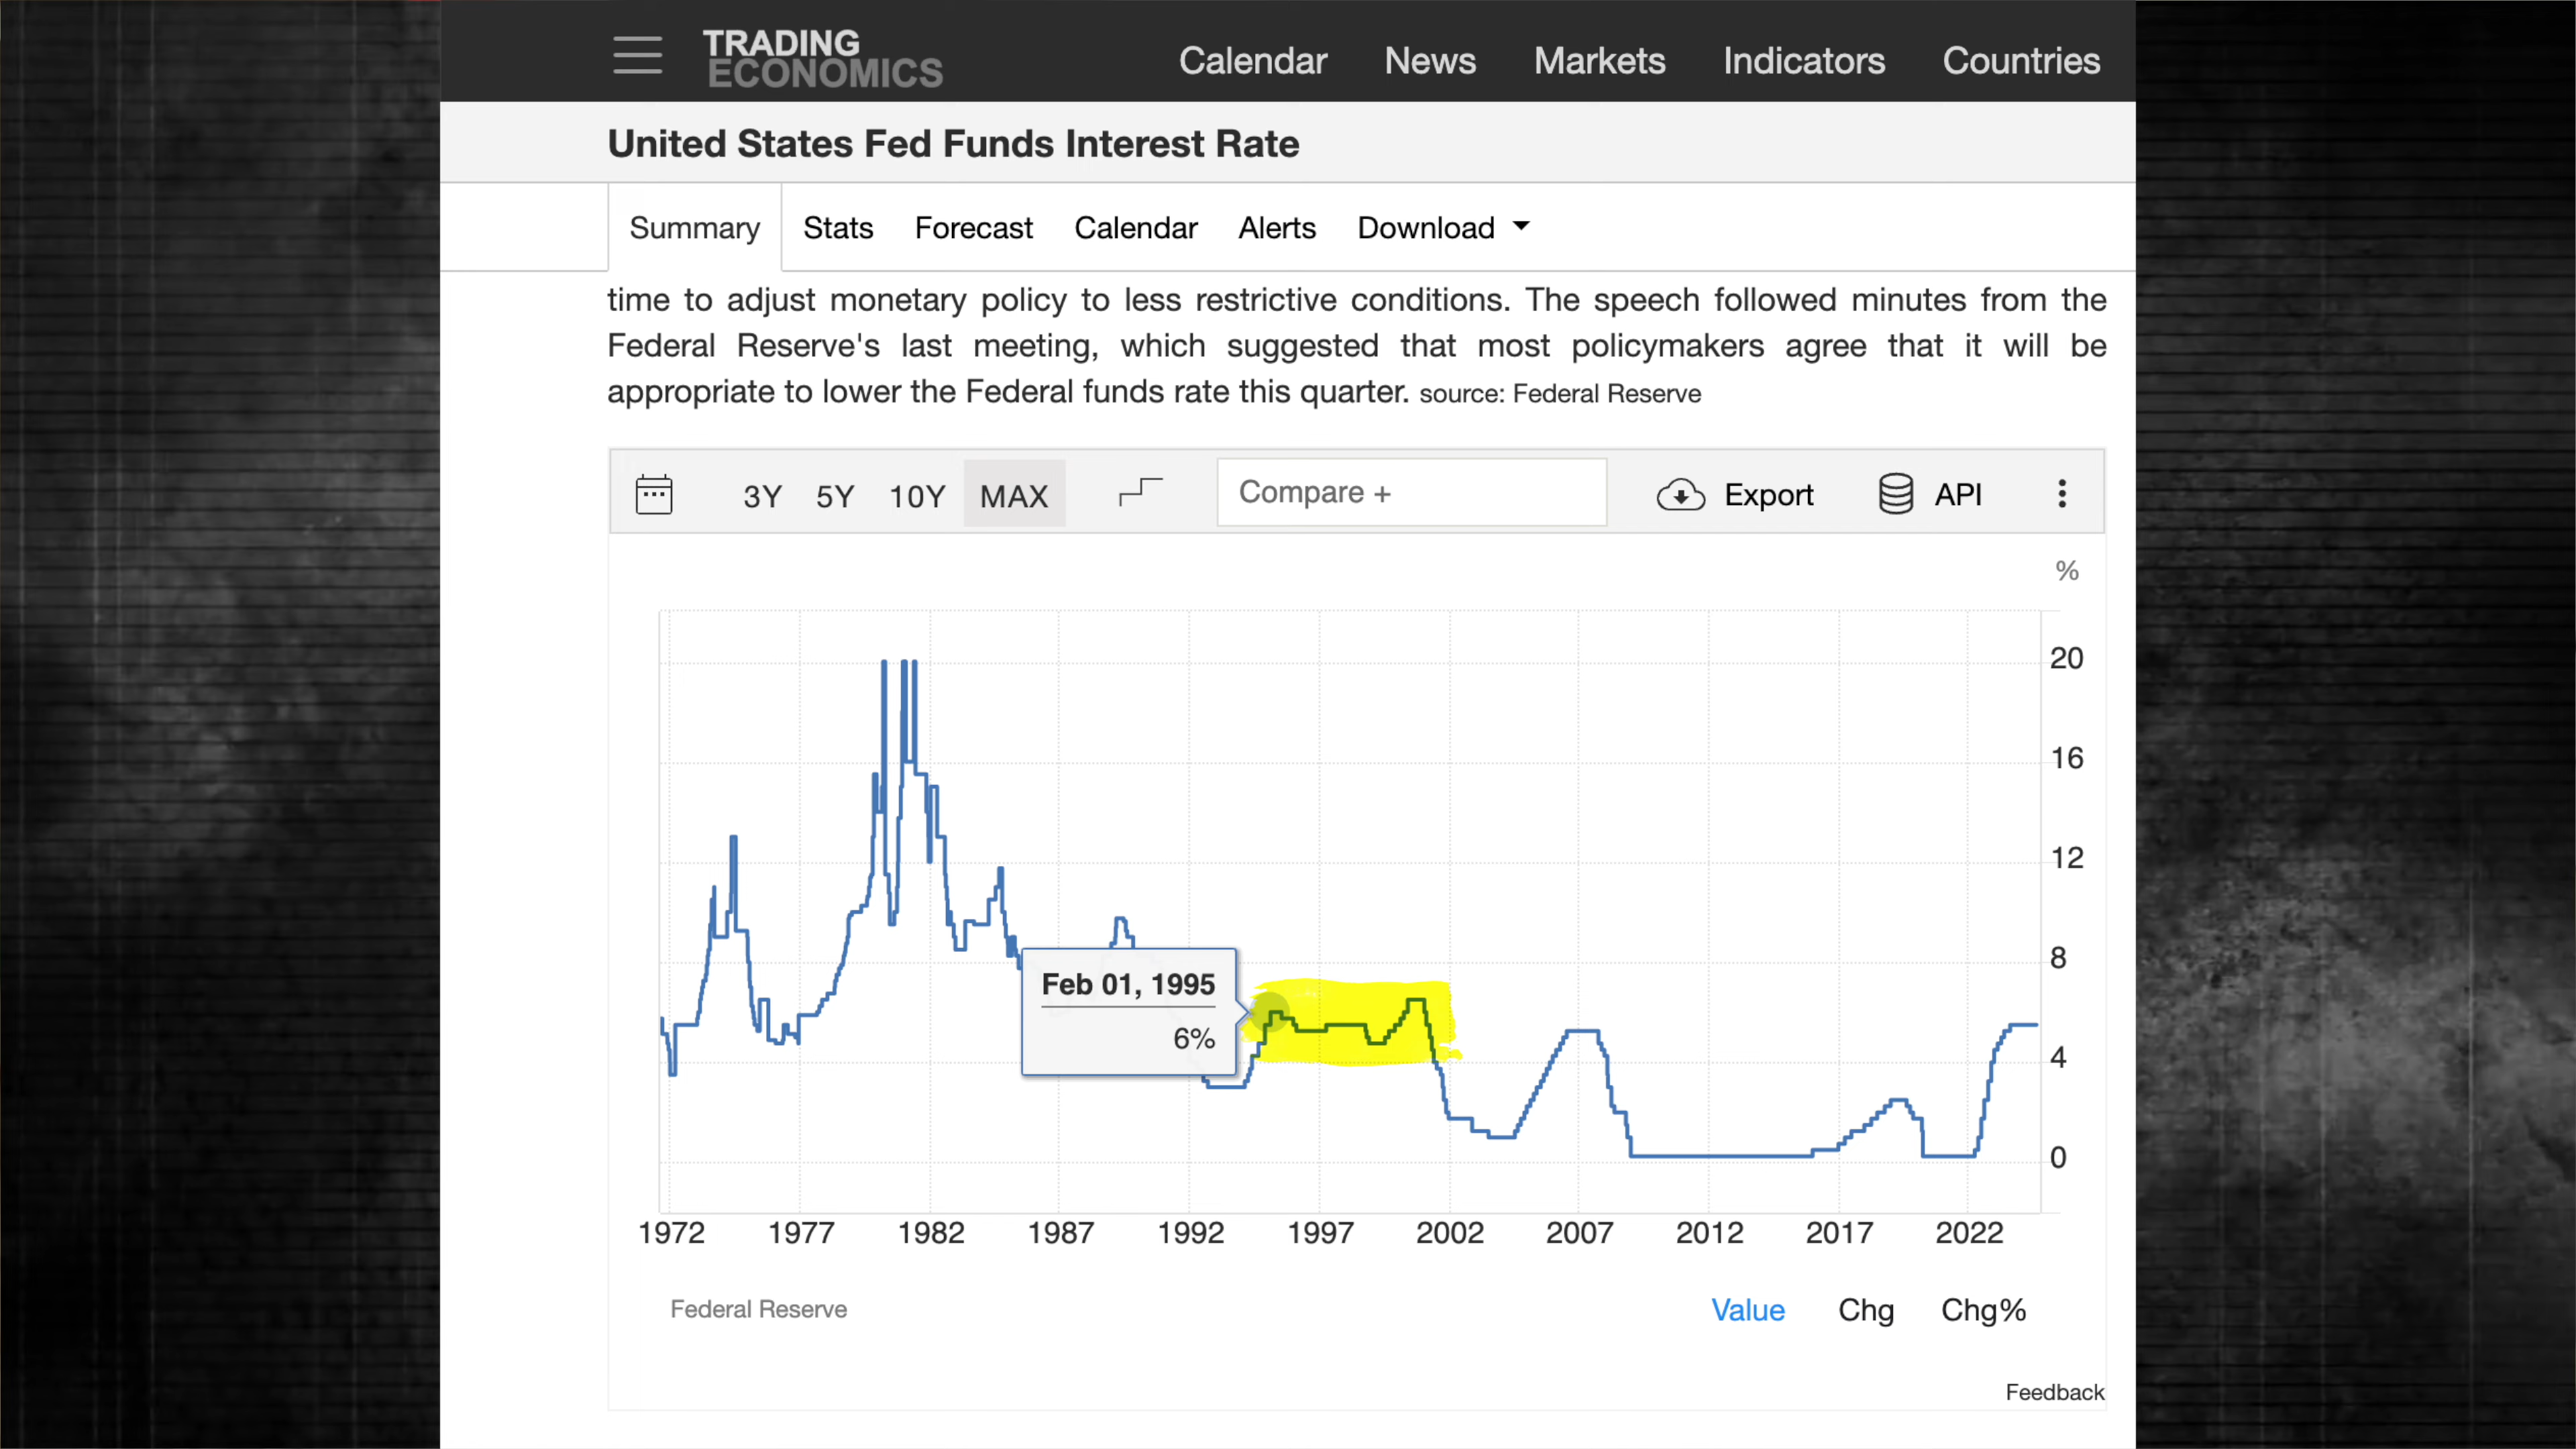 TRADING
ECONOMICS
Calendar News Markets Indicators Countries
United States Fed Funds Interest Rate
Summary Stats Forecast Calendar Alerts Download
time to adjust monetary policy to less restrictive conditions. The speech followed minutes from the
Federal Reserve's last meeting, which suggested that most policymakers agree that it will be
appropriate to lower the Federal funds rate this quarter. source: Federal Reserve
3Y 5Y 10Y MAX Compare + Export API
%
20
16
12
8
Feb 01, 1995
6%
4
0
1972 1977 1982 1987 1992 1997 2002 2007 2012 2017 2022
Federal Reserve Value Chg Chg%
Feedback